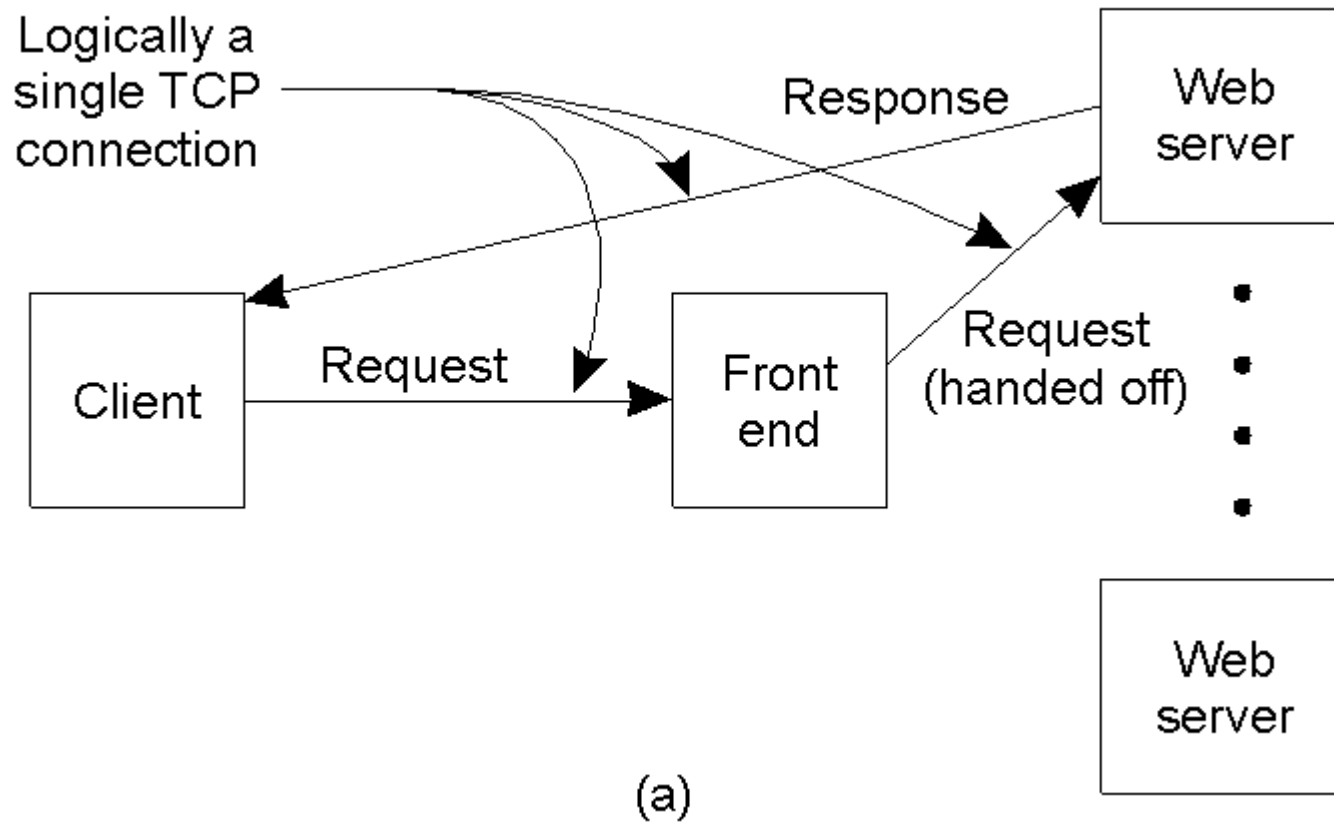 Logically a
single TCP
connection
Response
Web
server
Client
Request
Front
end
Request
(handed off)
Web
server
(a)